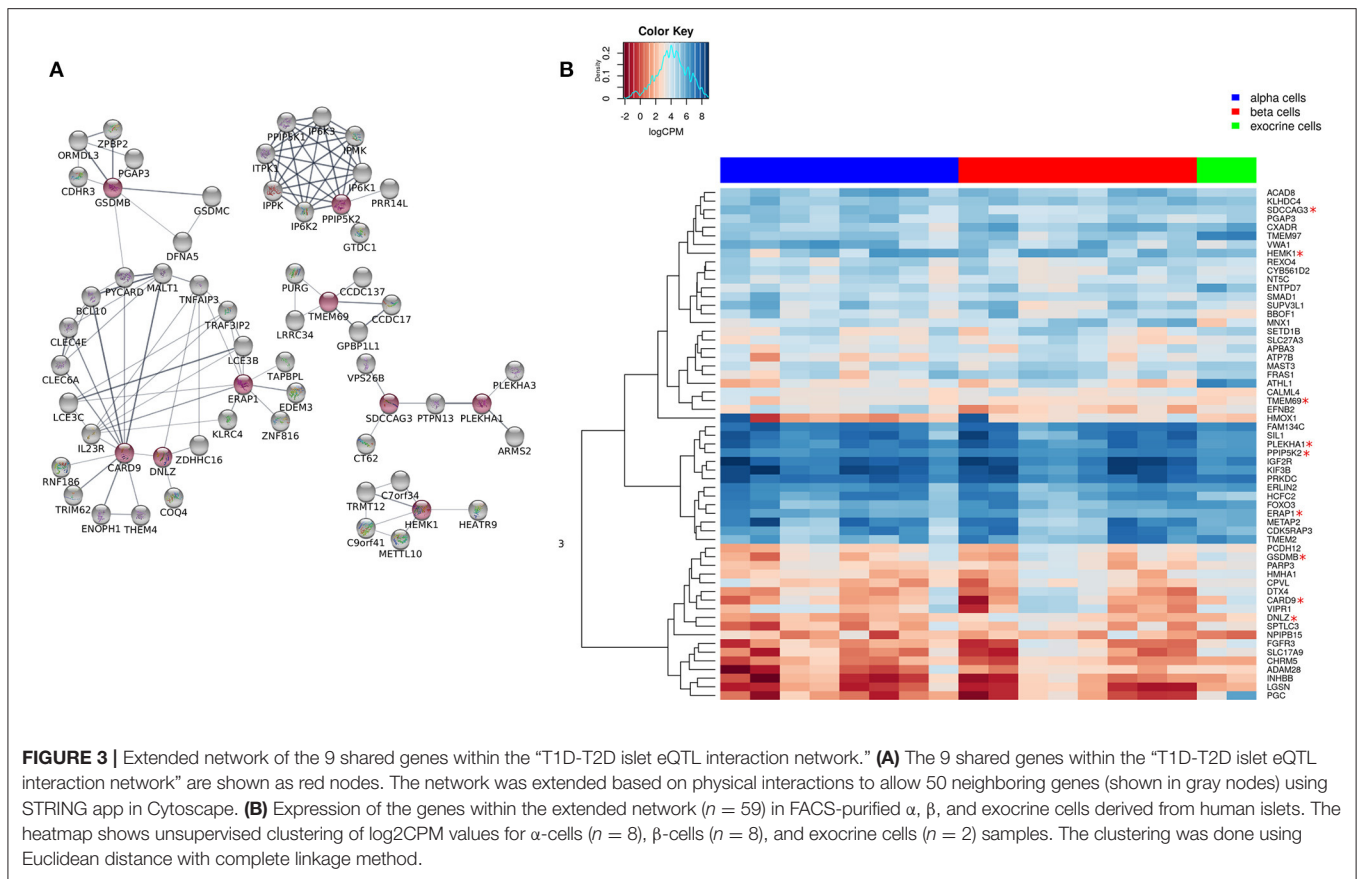 A
B
Color Key
Density
0 0.1 0.2
-2 0 2 4 6 8
logCPM
alpha cells
beta cells
exocrine cells
ZPBP2
ORMDL3
PGAP3
CDHR3
GSDMB
GSDMC
DFNA5
PPIP5K1
IP6K3
IPMK
ITPK1
IP6K1
IPPK
PPIP5K2
PRR14L
IP6K2
GTDC1
PYCARD
MALT1
BCL10
TNFAIP3
TRAF3IP2
CLEC4E
LCE3B
CLEC6A
TAPBPL
ERAP1
EDEM3
LCE3C
ZNF816
KLRC4
IL23R
ZDHHC16
CARD9
DNLZ
RNF186
TRIM62
COQ4
ENOPH1
THEM4
PURG
CCDC137
TMEM69
CCDC17
LRRC34
GPBP1L1
VPS26B
PLEKHA3
SDCCAG3
PTPN13
PLEKHA1
ARMS2
CT62
C7orf34
TRMT12
HEMK1
HEATR9
C9orf41
METTL10
3
ACAD8
KLHDC4
SDCCAG3*
PGAP3
CXADR
TMEM97
VWA1
HEMK1*
REXO4
CYB561D2
NT5C
ENTPD7
SMAD1
SUPV3L1
BBOF1
MNX1
SETD1B
SLC27A3
APBA3
ATP7B
MAST3
FRAS1
ATHL1
CALML4
TMEM69*
EFNB2
HMOX1
FAM134C
SIL1
PLEKHA1*
PPIP5K2*
IGF2R
KIF3B
PRKDC
ERLIN2
HCFC2
FOXO3
ERAP1*
METAP2
CDK5RAP3
TMEM2
PCDH12
GSDMB*
PARP3
HMHA1
CPVL
DTX4
CARD9*
VIPR1
DNLZ*
SPTLC3
NPIPB15
FGFR3
SLC17A9
CHRM5
ADAM28
INHBB
LGSN
PGC
FIGURE 3 | Extended network of the 9 shared genes within the “T1D-T2D islet eQTL interaction network.” (A) The 9 shared genes within the “T1D-T2D islet eQTL
interaction network” are shown as red nodes. The network was extended based on physical interactions to allow 50 neighboring genes (shown in gray nodes) using
STRING app in Cytoscape. (B) Expression of the genes within the extended network (n = 59) in FACS-purified α, β, and exocrine cells derived from human islets. The
heatmap shows unsupervised clustering of log2CPM values for α-cells (n = 8), β-cells (n = 8), and exocrine cells (n = 2) samples. The clustering was done using
Euclidean distance with complete linkage method.